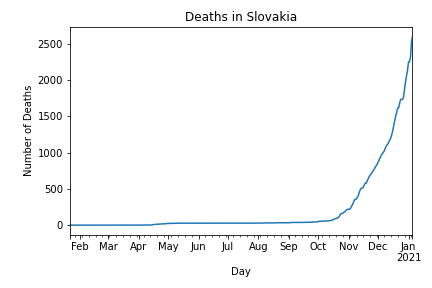 Deaths in Slovakia
Number of Deaths
2500
2000
1500
1000
500
0
Feb Mar Apr May Jun Jul Aug Sep Oct Nov Dec Jan
2021
Day